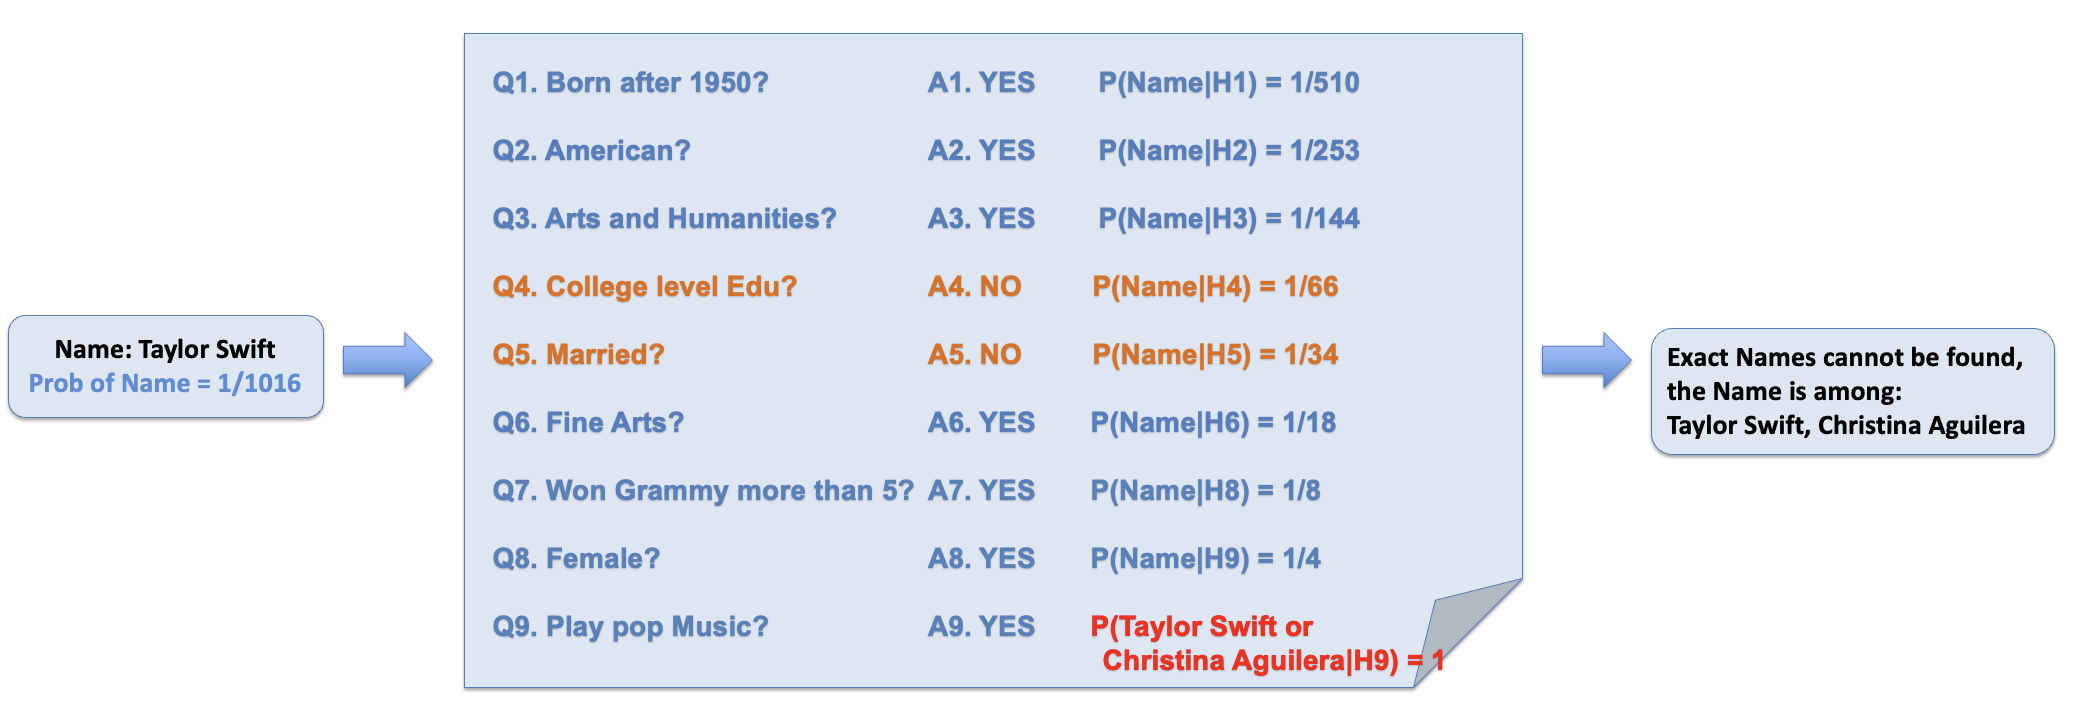 Name: Taylor Swift
Prob of Name = 1/1016
Q1. Born after 1950? A1. YES P(Name|H1) = 1/510
Q2. American? A2. YES P(Name|H2) = 1/253
Q3. Arts and Humanities? A3. YES P(Name|H3) = 1/144
Q4. College level Edu? A4. NO P(Name|H4) = 1/66
Q5. Married? A5. NO P(Name|H5) = 1/34
Q6. Fine Arts? A6. YES P(Name|H6) = 1/18
Q7. Won Grammy more than 5? A7. YES P(Name|H8) = 1/8
Q8. Female? A8. YES P(Name|H9) = 1/4
Q9. Play pop Music? A9. YES P(Taylor Swift or
Christina Aguilera|H9) = 1
Exact Names cannot be found,
the Name is among:
Taylor Swift, Christina Aguilera